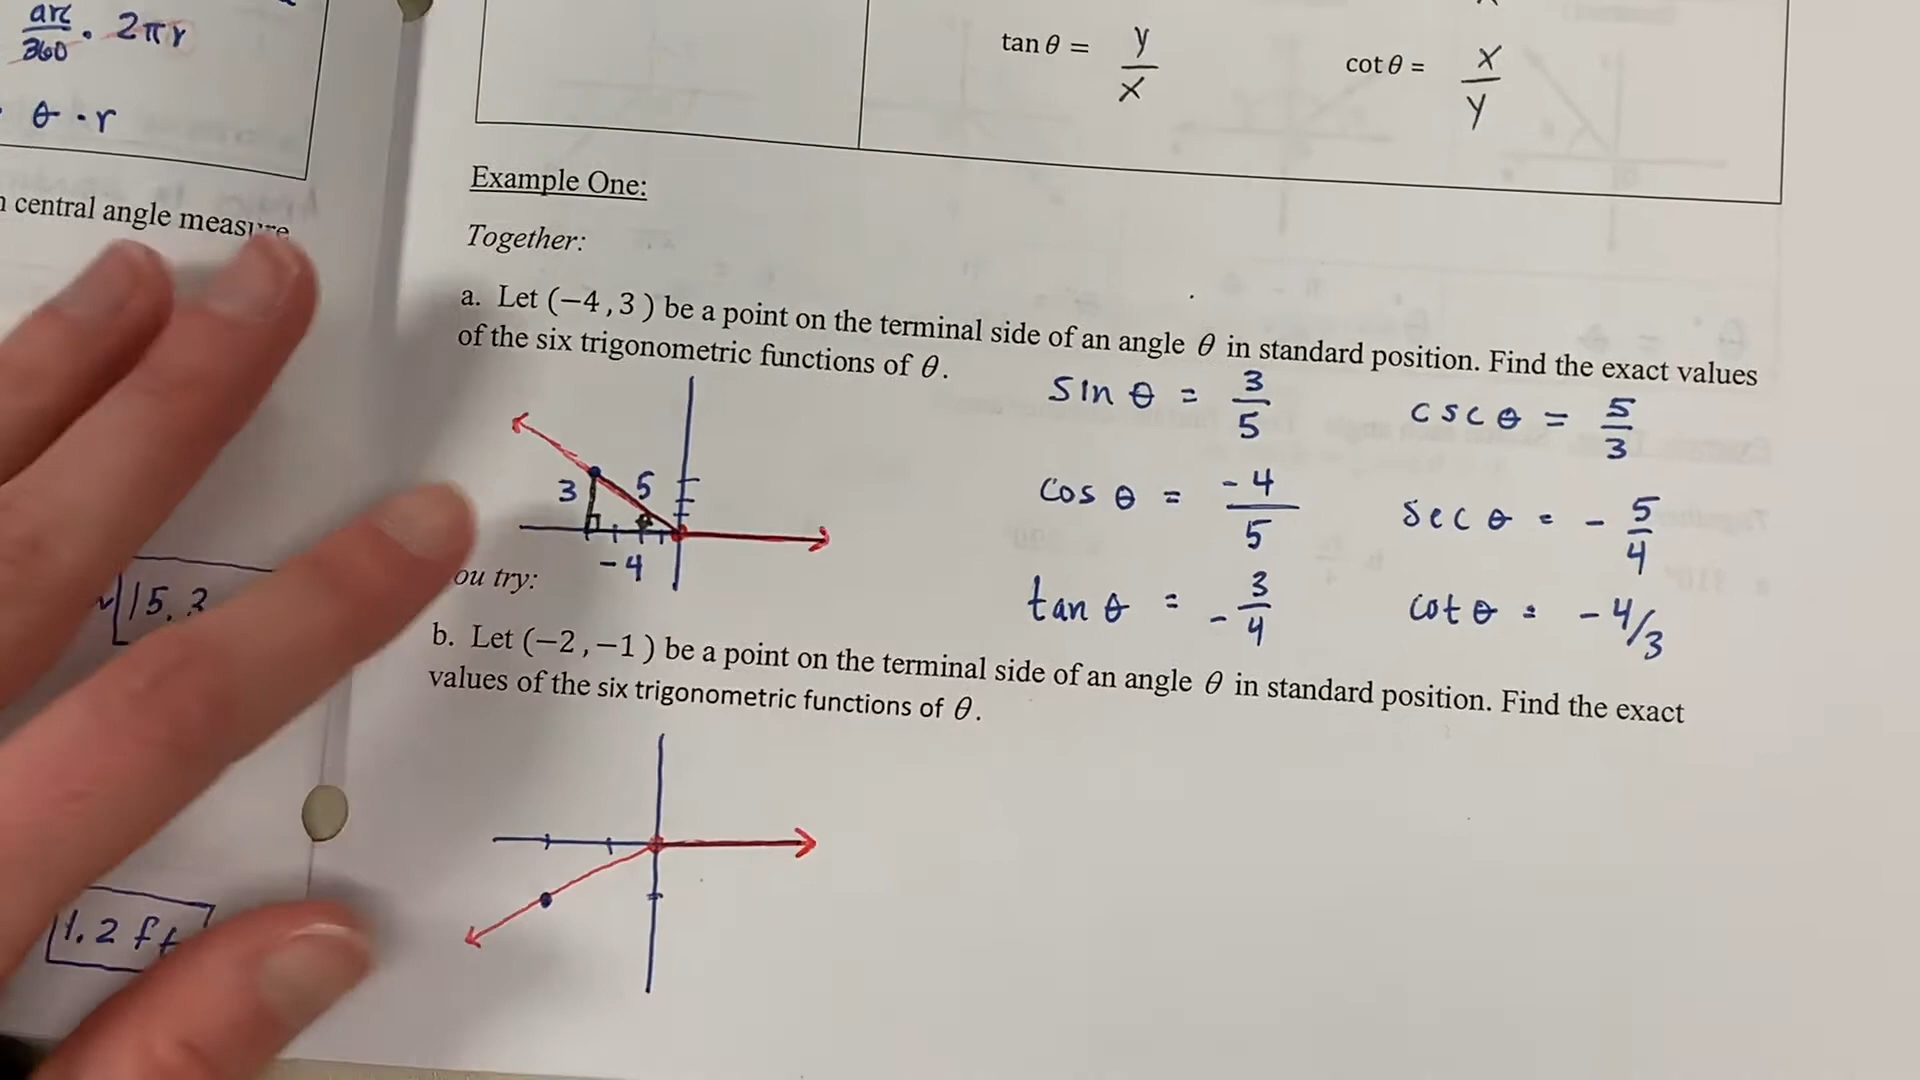 arc/360 · 2πr
θ · r
central angle measure
√15.3
1.2 ft
tan θ = y/x
cot θ = x/y
Example One:
Together:
a. Let (−4 , 3 ) be a point on the terminal side of an angle θ in standard position. Find the exact values
of the six trigonometric functions of θ .
3
5
-4
sin θ = 3/5
csc θ = 5/3
cos θ = -4/5
sec θ = - 5/4
tan θ = - 3/4
cot θ = -4/3
ou try:
b. Let (−2 , −1 ) be a point on the terminal side of an angle θ in standard position. Find the exact
values of the six trigonometric functions of θ .